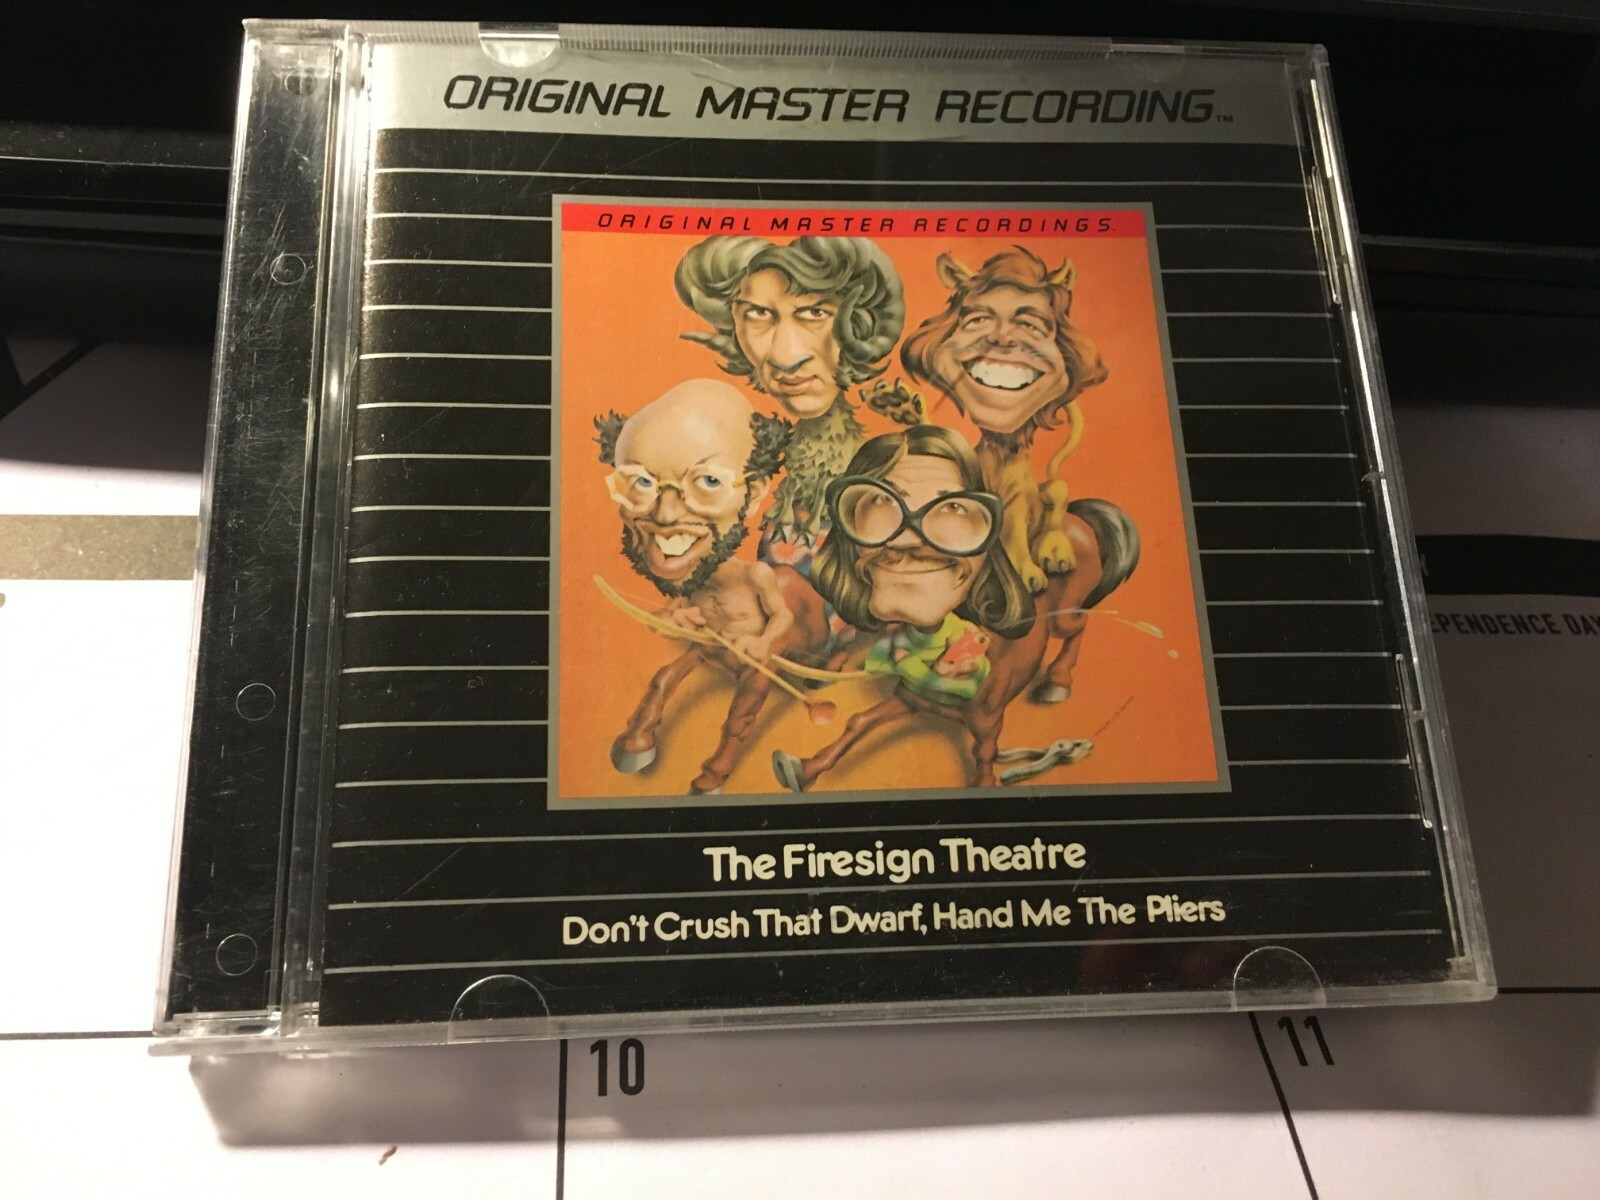 ORIGINAL MASTER RECORDING™
ORIGINAL MASTER RECORDINGS
The Firesign Theatre
Don't Crush That Dwarf, Hand Me The Pliers
EPENDENCE DAY
10
11